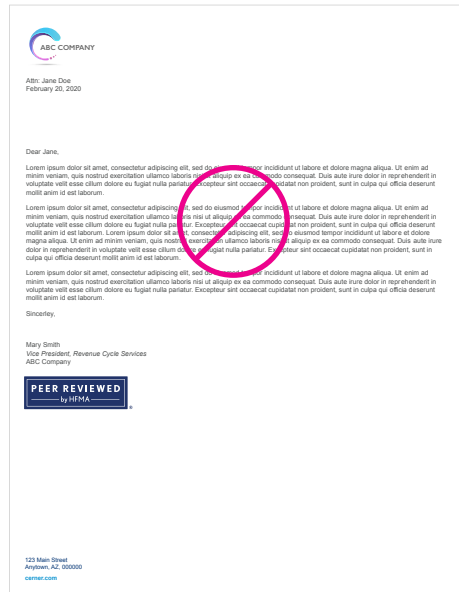 ABC COMPANY
Attn: Jane Doe
February 20, 2020
Dear Jane,
Lorem ipsum dolor sit amet, consectetur adipiscing elit, sed do tempor incididunt ut labore et dolore magna aliqua. Ut enim ad
minim veniam, quis nostrud exercitation ullamco laboris nisi ut aliquip ex ea commodo consequat. Duis aute irure dolor in reprehenderit in
voluptate velit esse cillum dolore eu fugiat nulla pariatur. Excepteur sint occaecat cupidatat non proident, sunt in culpa qui officia deserunt
mollit anim id est laborum.
Lorem ipsum dolor sit amet, consectetur adipiscing elit, sed do eiusmod tempor incididunt ut labore et dolore magna aliqua. Ut enim ad
minim veniam, quis nostrud exercitation ullamco laboris nisi ut aliquip ex ea commodo consequat. Duis aute irure dolor in reprehenderit in
voluptate velit esse cillum dolore eu fugiat nulla pariatur. Excepteur sint occaecat cupidatat non proident, sunt in culpa qui officia deserunt
mollit anim id est laborum. Lorem ipsum dolor sit amet, consectetur adipiscing elit, sed do eiusmod tempor incididunt ut labore et dolore
magna aliqua. Ut enim ad minim veniam, quis nostrud exercitation ullamco laboris nisi ut aliquip ex ea commodo consequat. Duis aute irure
dolor in reprehenderit in voluptate velit esse cillum dolore eu fugiat nulla pariatur. Excepteur sint occaecat cupidatat non proident, sunt in
culpa qui officia deserunt mollit anim id est laborum.
Lorem ipsum dolor sit amet, consectetur adipiscing elit, sed do eiusmod tempor incididunt ut labore et dolore magna aliqua. Ut enim ad
minim veniam, quis nostrud exercitation ullamco laboris nisi ut aliquip ex ea commodo consequat. Duis aute irure dolor in reprehenderit in
voluptate velit esse cillum dolore eu fugiat nulla pariatur. Excepteur sint occaecat cupidatat non proident, sunt in culpa qui officia deserunt
mollit anim id est laborum.
Sincerley,
Mary Smith
Vice President, Revenue Cycle Services
ABC Company
PEER REVIEWED
by HFMA
®
123 Main Street
Anytown, AZ, 000000
cerner.com